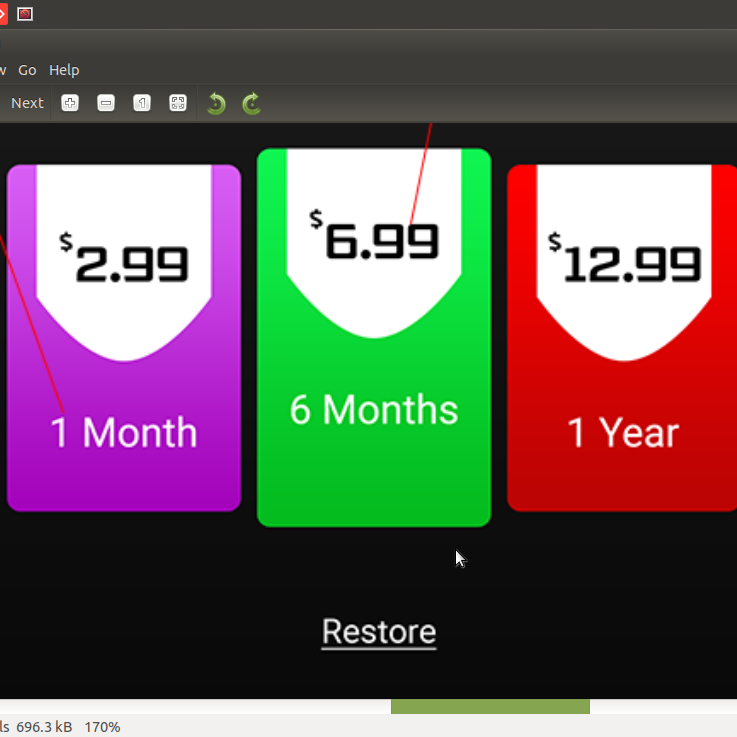 w Go Help
Next
$2.99
$6.99
$12.99
1 Month
6 Months
1 Year
Restore
ls 696.3 kB 170%